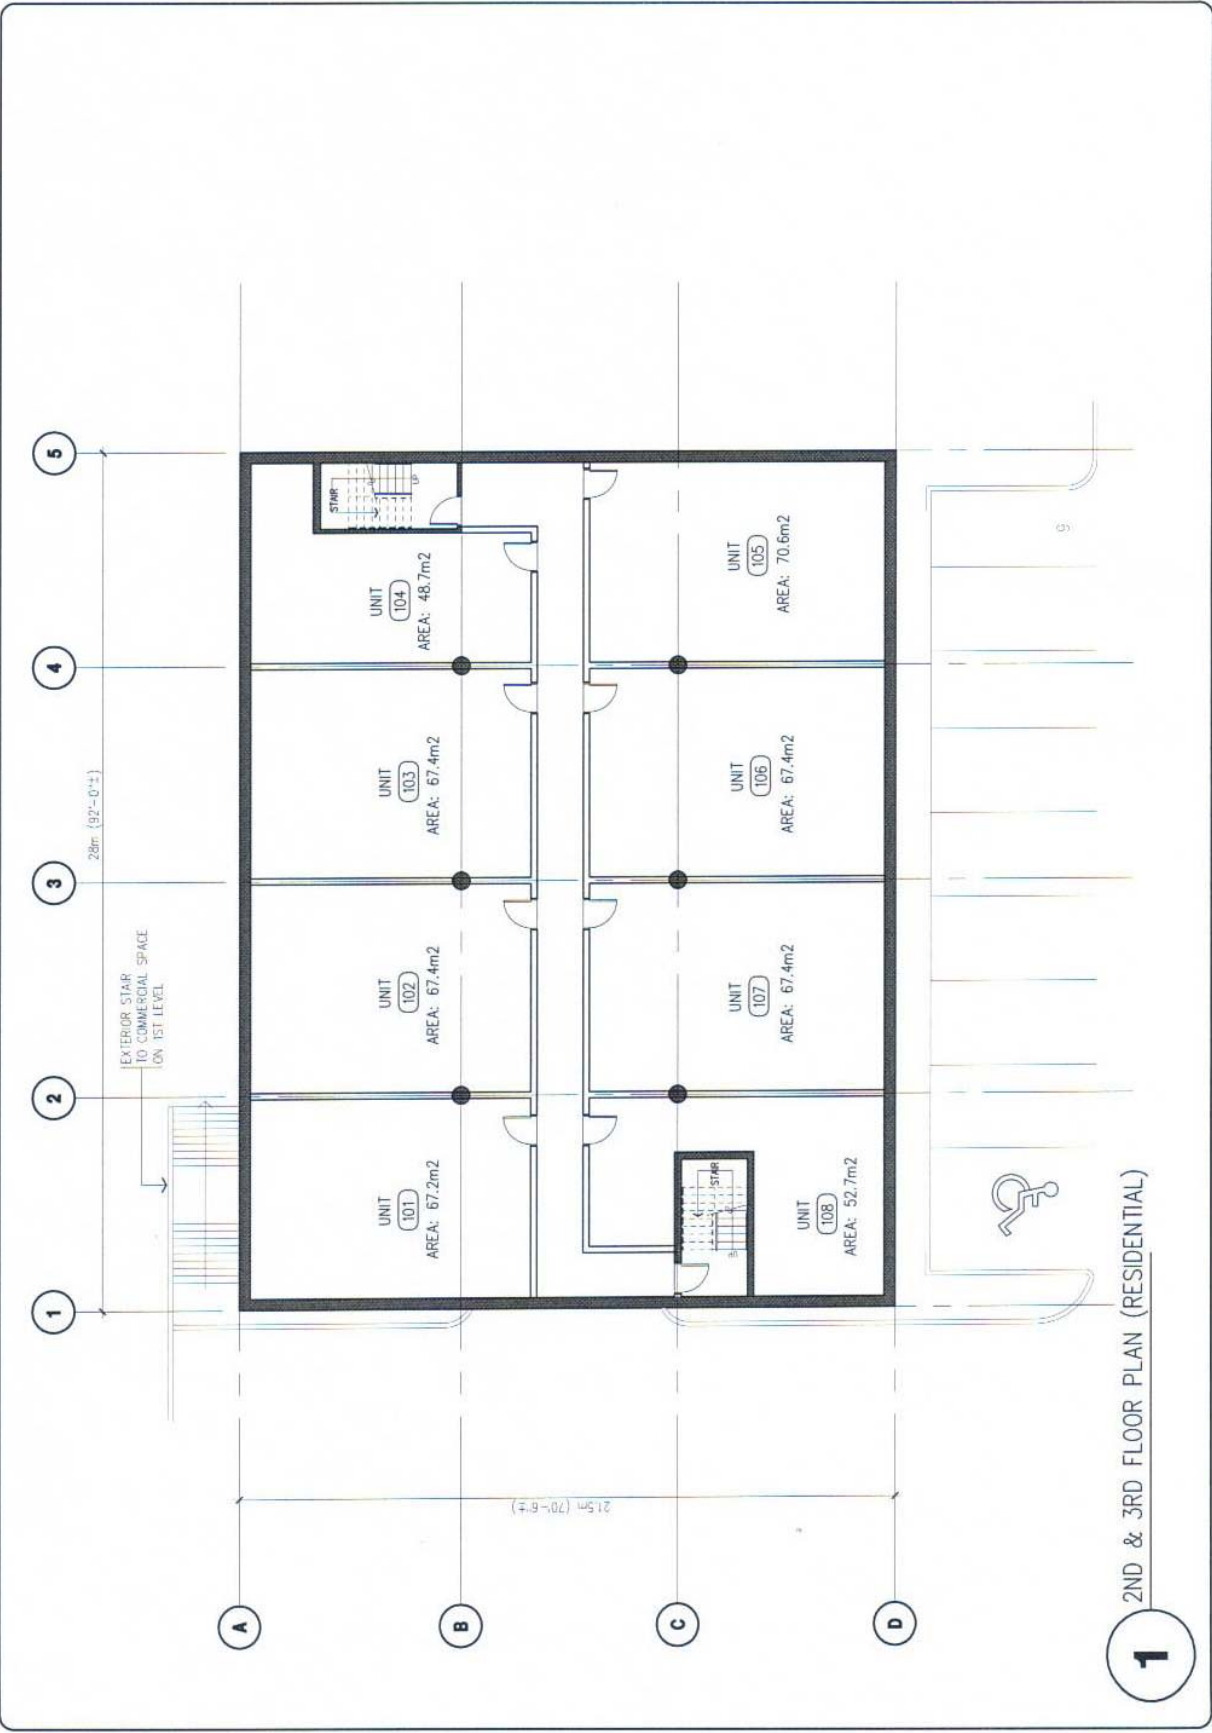 1
2
3
4
5
28m (92'-0"±)
EXTERIOR STAIR
TO COMMERCIAL SPACE
ON 1ST LEVEL
A
B
C
D
21.5m (70'-6"±)
UNIT
101
AREA: 67.2m2
UNIT
102
AREA: 67.4m2
UNIT
103
AREA: 67.4m2
UNIT
104
AREA: 48.7m2
STAIR
UP
UNIT
108
AREA: 52.7m2
STAIR
UP
UNIT
107
AREA: 67.4m2
UNIT
106
AREA: 67.4m2
UNIT
105
AREA: 70.6m2
9
1
2ND & 3RD FLOOR PLAN (RESIDENTIAL)